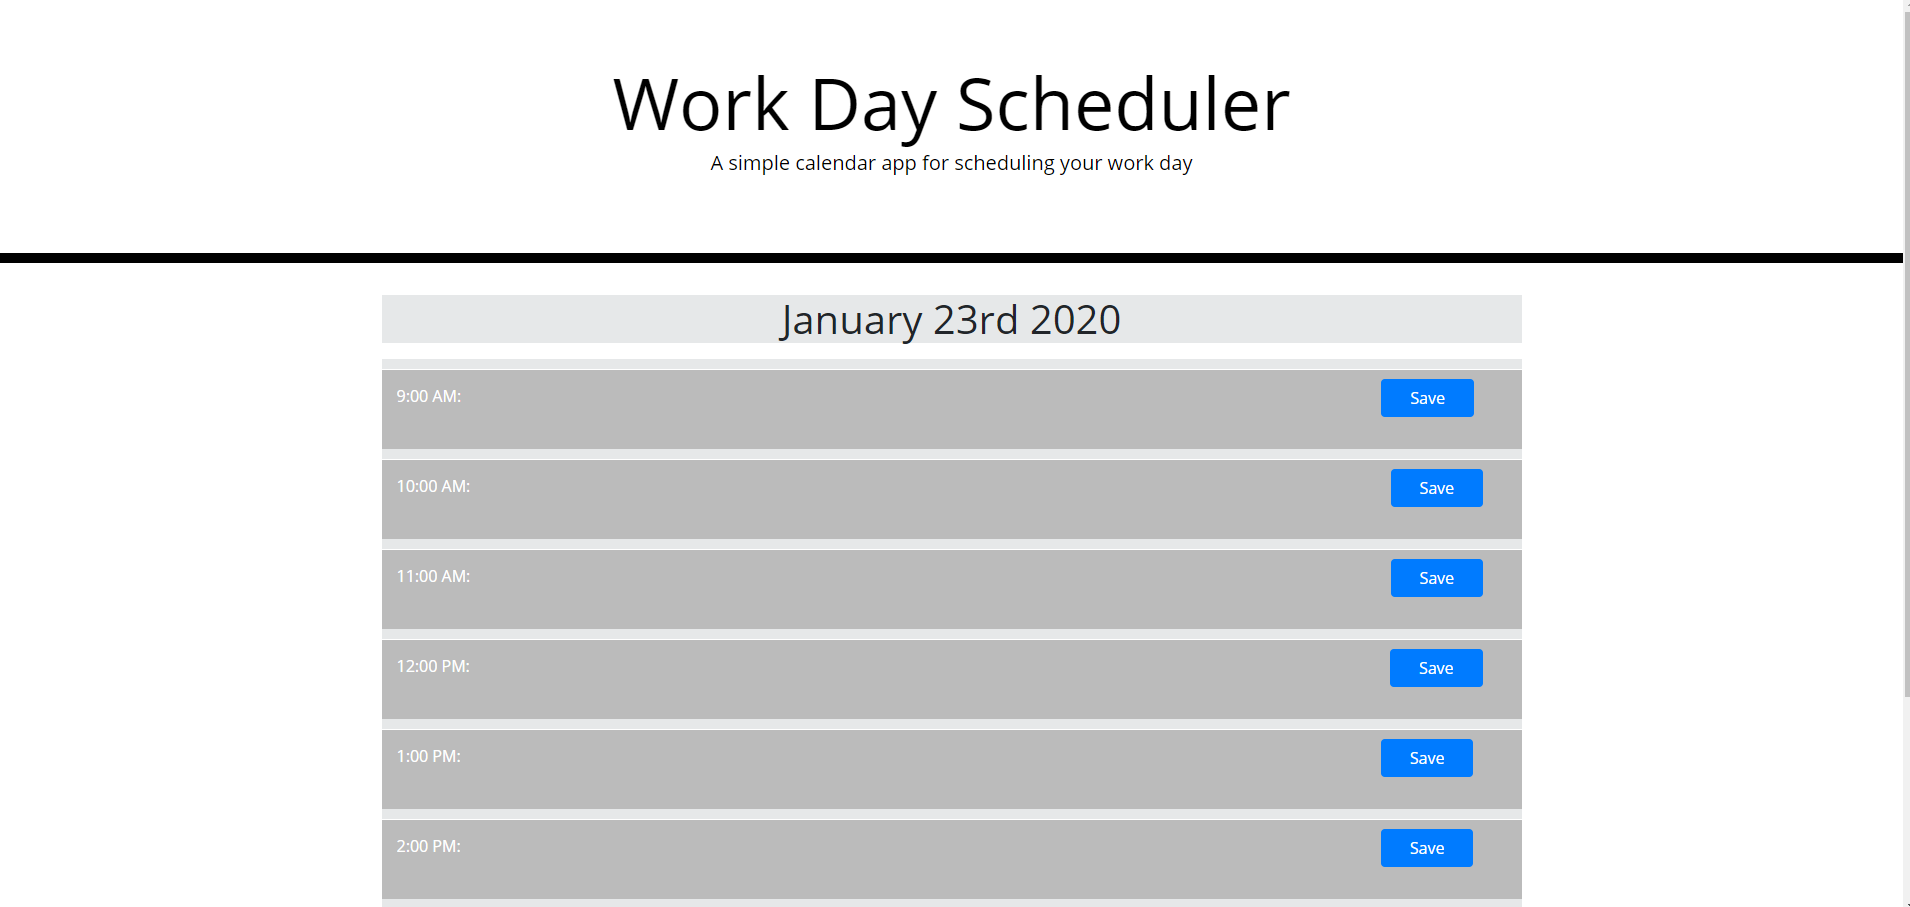 Work Day Scheduler
A simple calendar app for scheduling your work day
January 23rd 2020
9:00 AM: Save
10:00 AM: Save
11:00 AM: Save
12:00 PM: Save
1:00 PM: Save
2:00 PM: Save